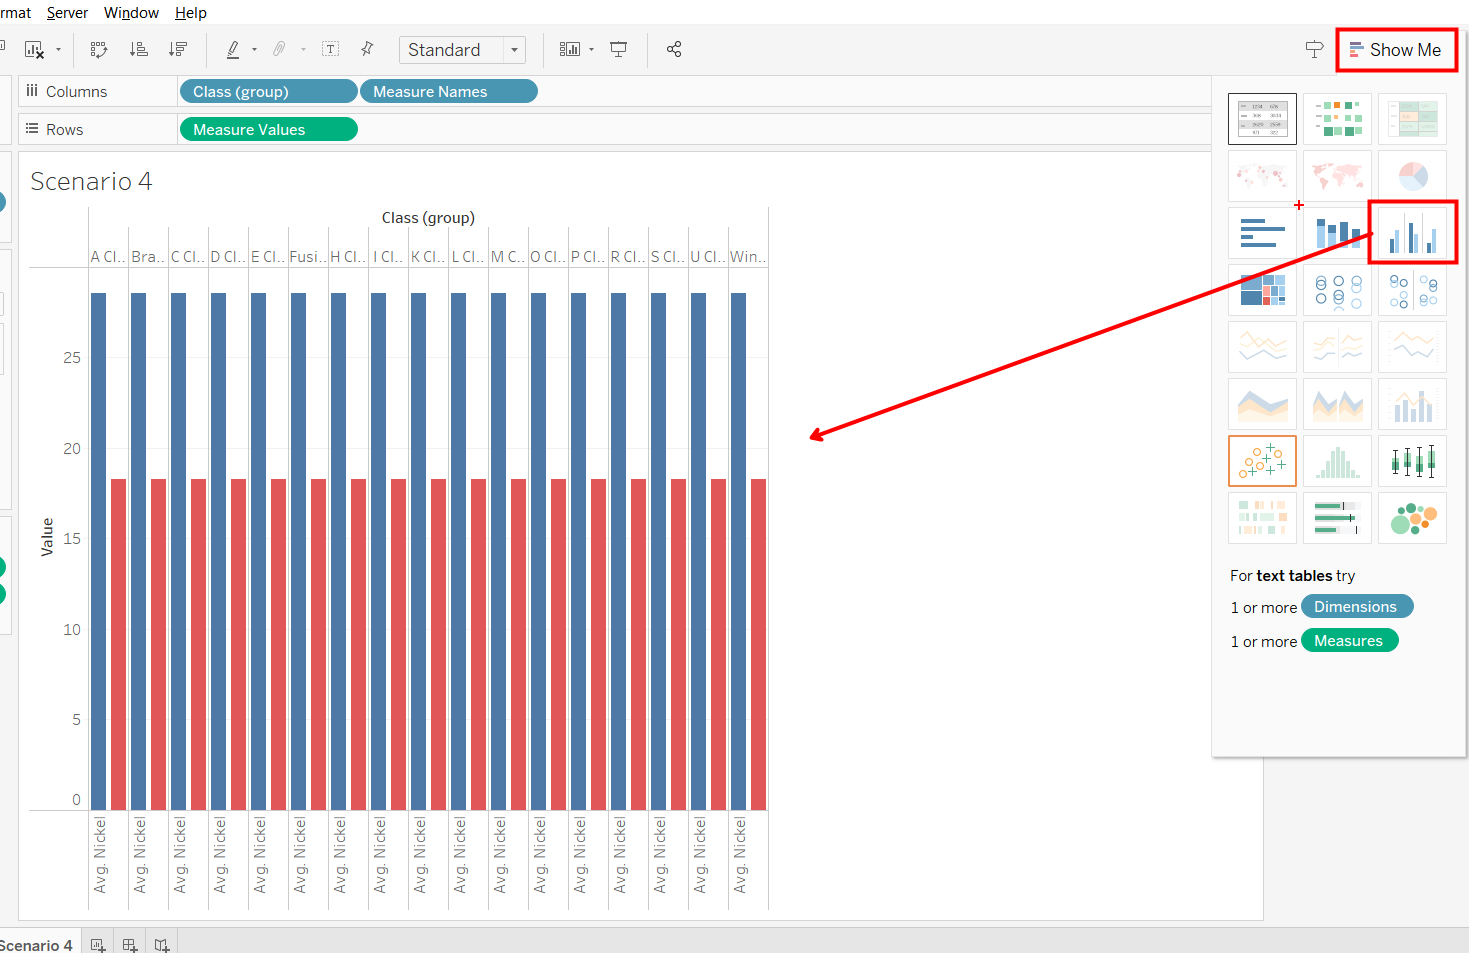 rmat Server Window Help
Standard
Show Me
Columns Class (group) Measure Names
Rows Measure Values
Scenario 4
Class (group)
A Cl.. Bra.. C Cl.. D Cl.. E Cl.. Fusi.. H Cl.. I Cl.. K Cl.. L Cl.. M C.. O Cl.. P Cl.. R Cl.. S Cl.. U Cl.. Win..
25
20
15
10
5
0
Value
Avg. Nickel Avg. Nickel Avg. Nickel Avg. Nickel Avg. Nickel Avg. Nickel Avg. Nickel Avg. Nickel Avg. Nickel Avg. Nickel Avg. Nickel Avg. Nickel Avg. Nickel Avg. Nickel Avg. Nickel Avg. Nickel Avg. Nickel
For text tables try
1 or more Dimensions
1 or more Measures
Scenario 4